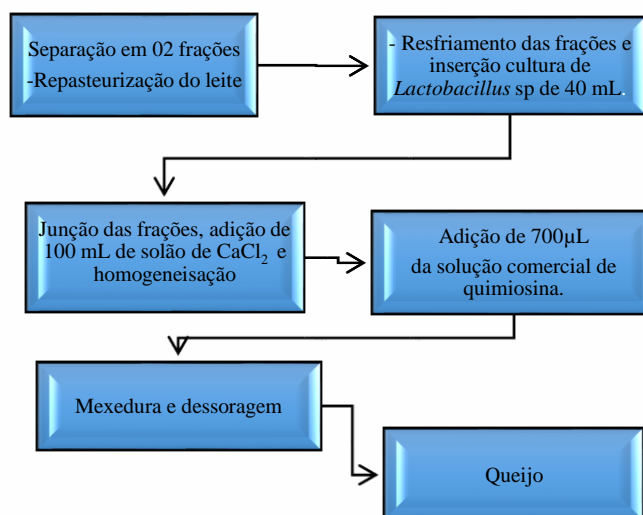 Separação em 02 frações
-Repasteurização do leite
- Resfriamento das frações e
inserção cultura de
Lactobacillus sp de 40 mL.
Junção das frações, adição de
100 mL de solão de CaCl₂ e
homogeneisação
Adição de 700µL
da solução comercial de
quimiosina.
Mexedura e dessoragem
Queijo